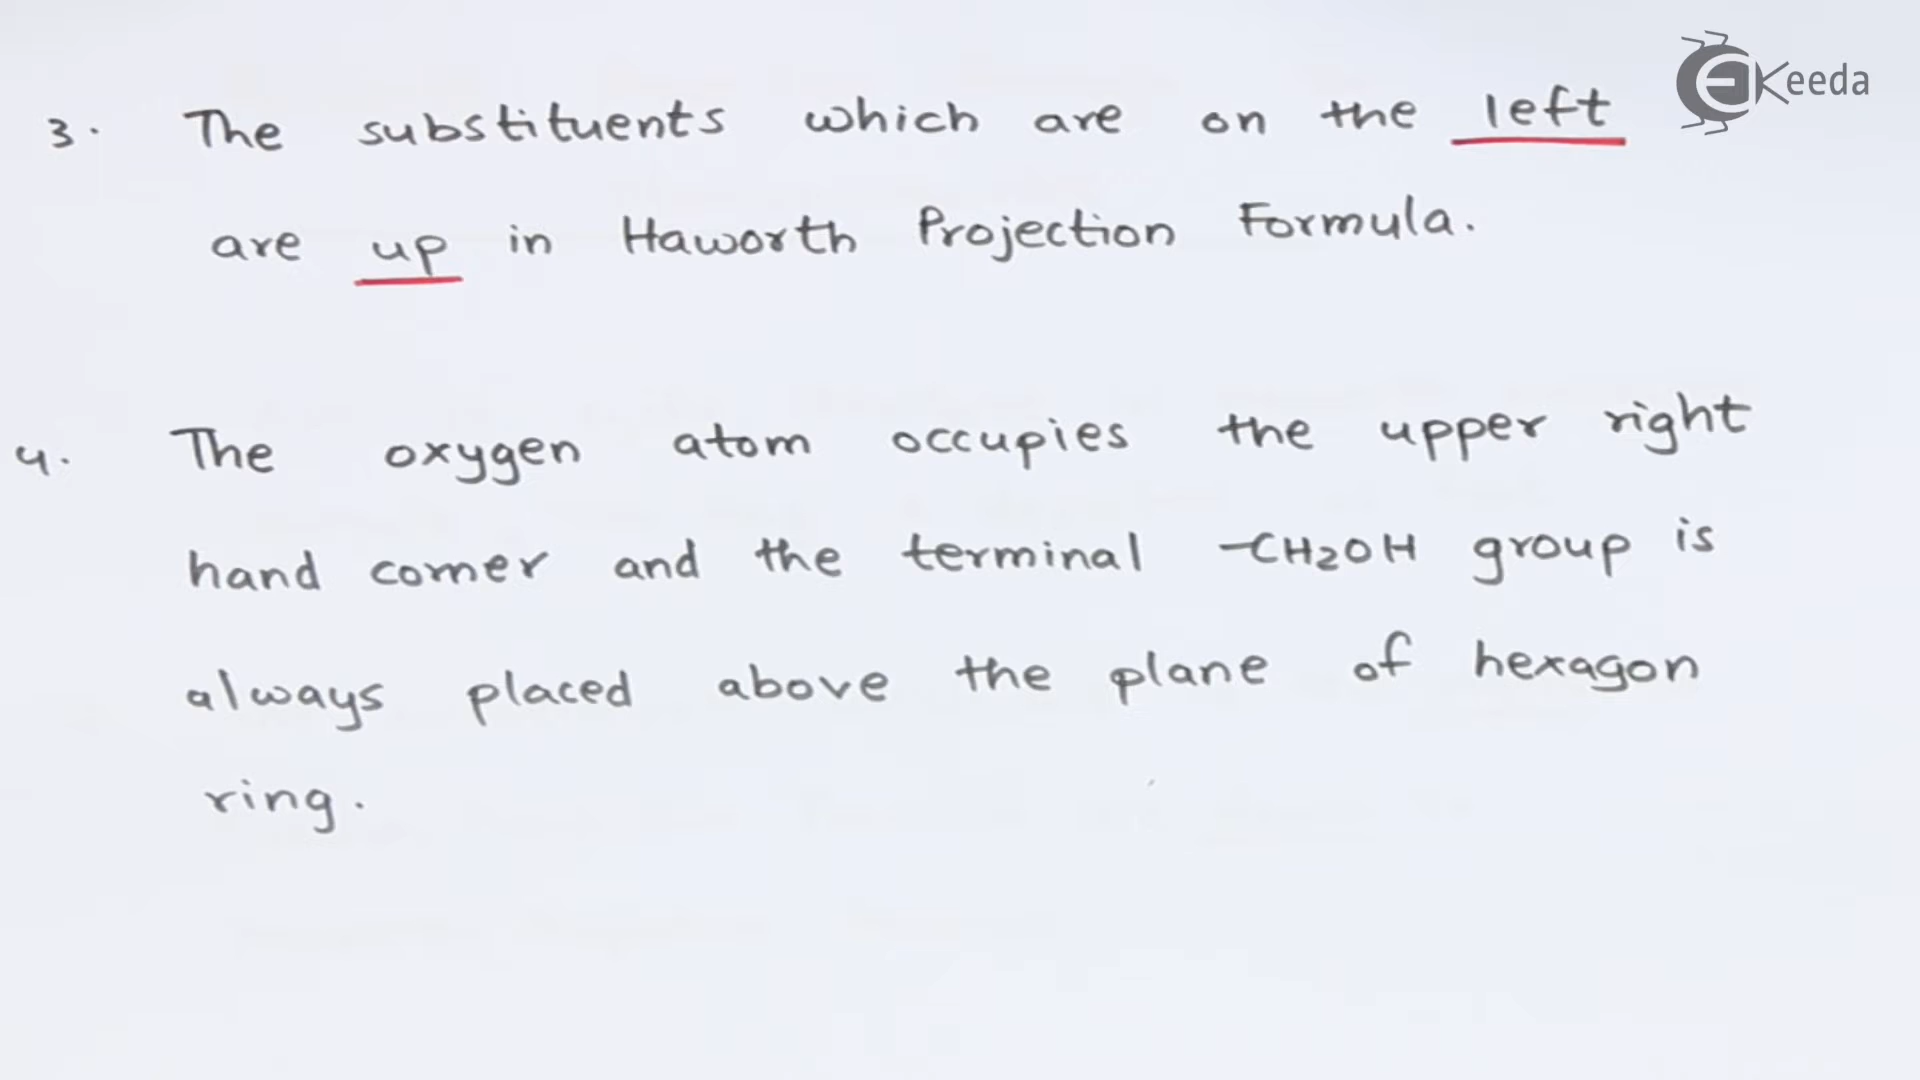 EKeeda
3. The substituents which are on the left
are up in Haworth Projection Formula.
4. The oxygen atom occupies the upper right
hand corner and the terminal -CH2OH group is
always placed above the plane of hexagon
ring.